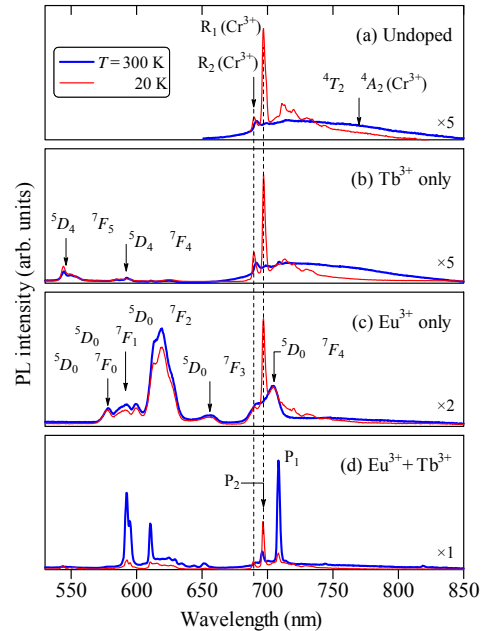 R₁ (Cr³⁺)
(a) Undoped
T = 300 K
20 K
R₂ (Cr³⁺)
⁴T₂ ⁴A₂ (Cr³⁺)
×5
(b) Tb³⁺ only
⁵D₄ ⁷F₅
⁵D₄ ⁷F₄
×5
(c) Eu³⁺ only
⁵D₀ ⁷F₂
⁵D₀ ⁷F₁
⁵D₀ ⁷F₀
⁵D₀ ⁷F₃
⁵D₀ ⁷F₄
×2
(d) Eu³⁺ + Tb³⁺
P₁
P₂
×1
PL intensity (arb. units)
550 600 650 700 750 800 850
Wavelength (nm)